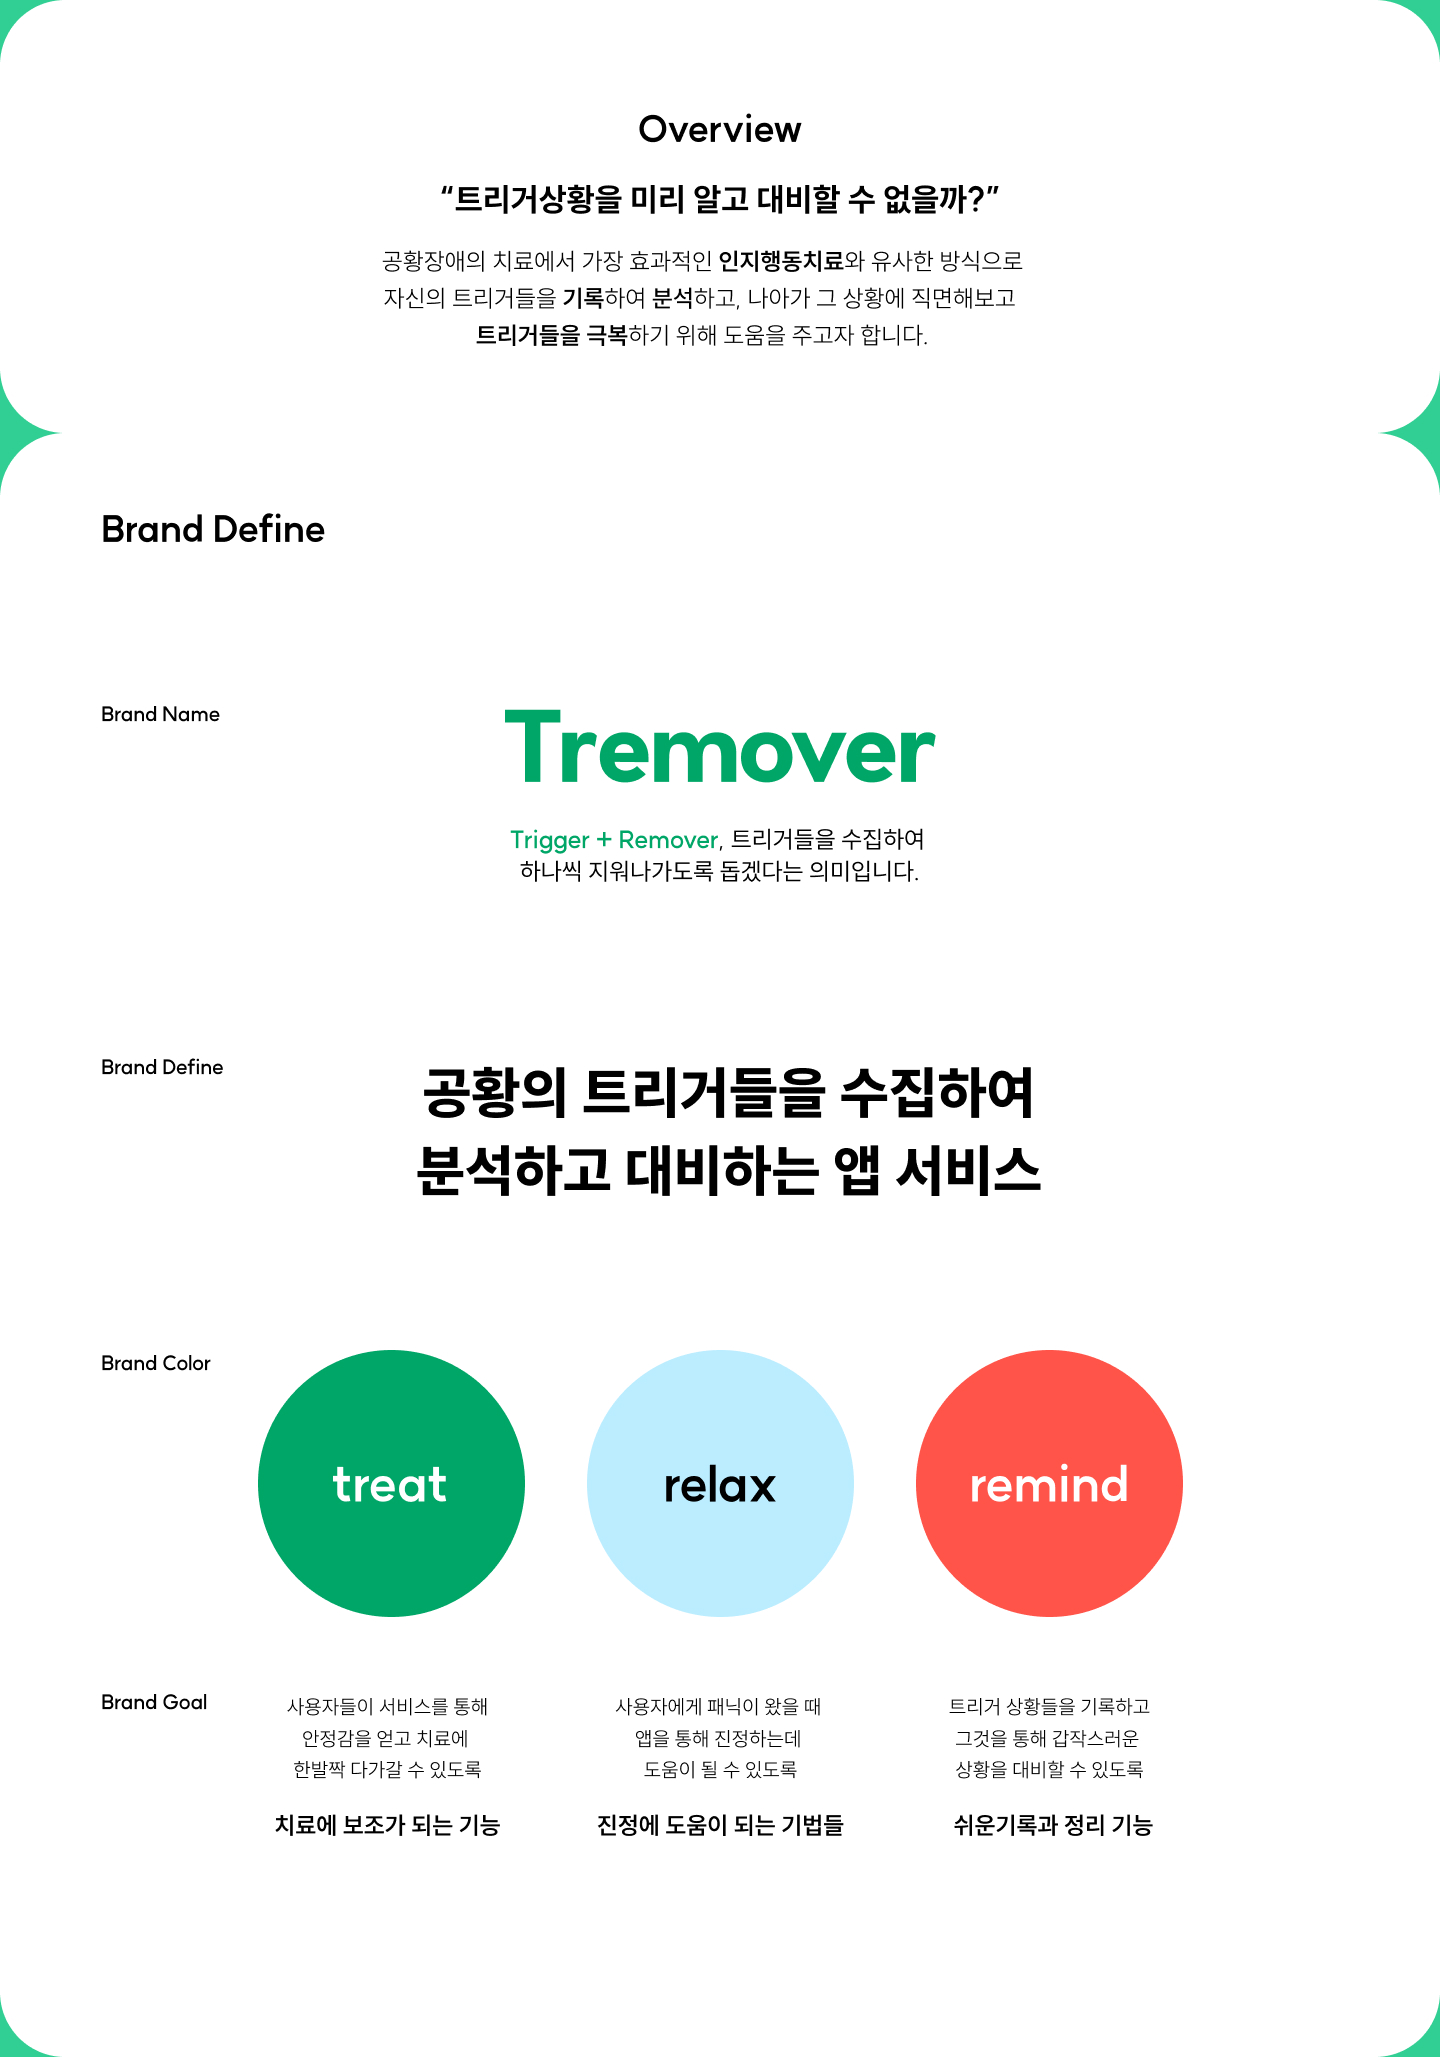 Overview
“트리거상황을 미리 알고 대비할 수 없을까?”
공황장애의 치료에서 가장 효과적인 인지행동치료와 유사한 방식으로
자신의 트리거들을 기록하여 분석하고, 나아가 그 상황에 직면해보고
트리거들을 극복하기 위해 도움을 주고자 합니다.
Brand Define
Brand Name
Tremover
Trigger + Remover, 트리거들을 수집하여
하나씩 지워나가도록 돕겠다는 의미입니다.
Brand Define
공황의 트리거들을 수집하여
분석하고 대비하는 앱 서비스
Brand Color
treat
relax
remind
Brand Goal
사용자들이 서비스를 통해
안정감을 얻고 치료에
한발짝 다가갈 수 있도록
치료에 보조가 되는 기능
사용자에게 패닉이 왔을 때
앱을 통해 진정하는데
도움이 될 수 있도록
진정에 도움이 되는 기법들
트리거 상황들을 기록하고
그것을 통해 갑작스러운
상황을 대비할 수 있도록
쉬운기록과 정리 기능